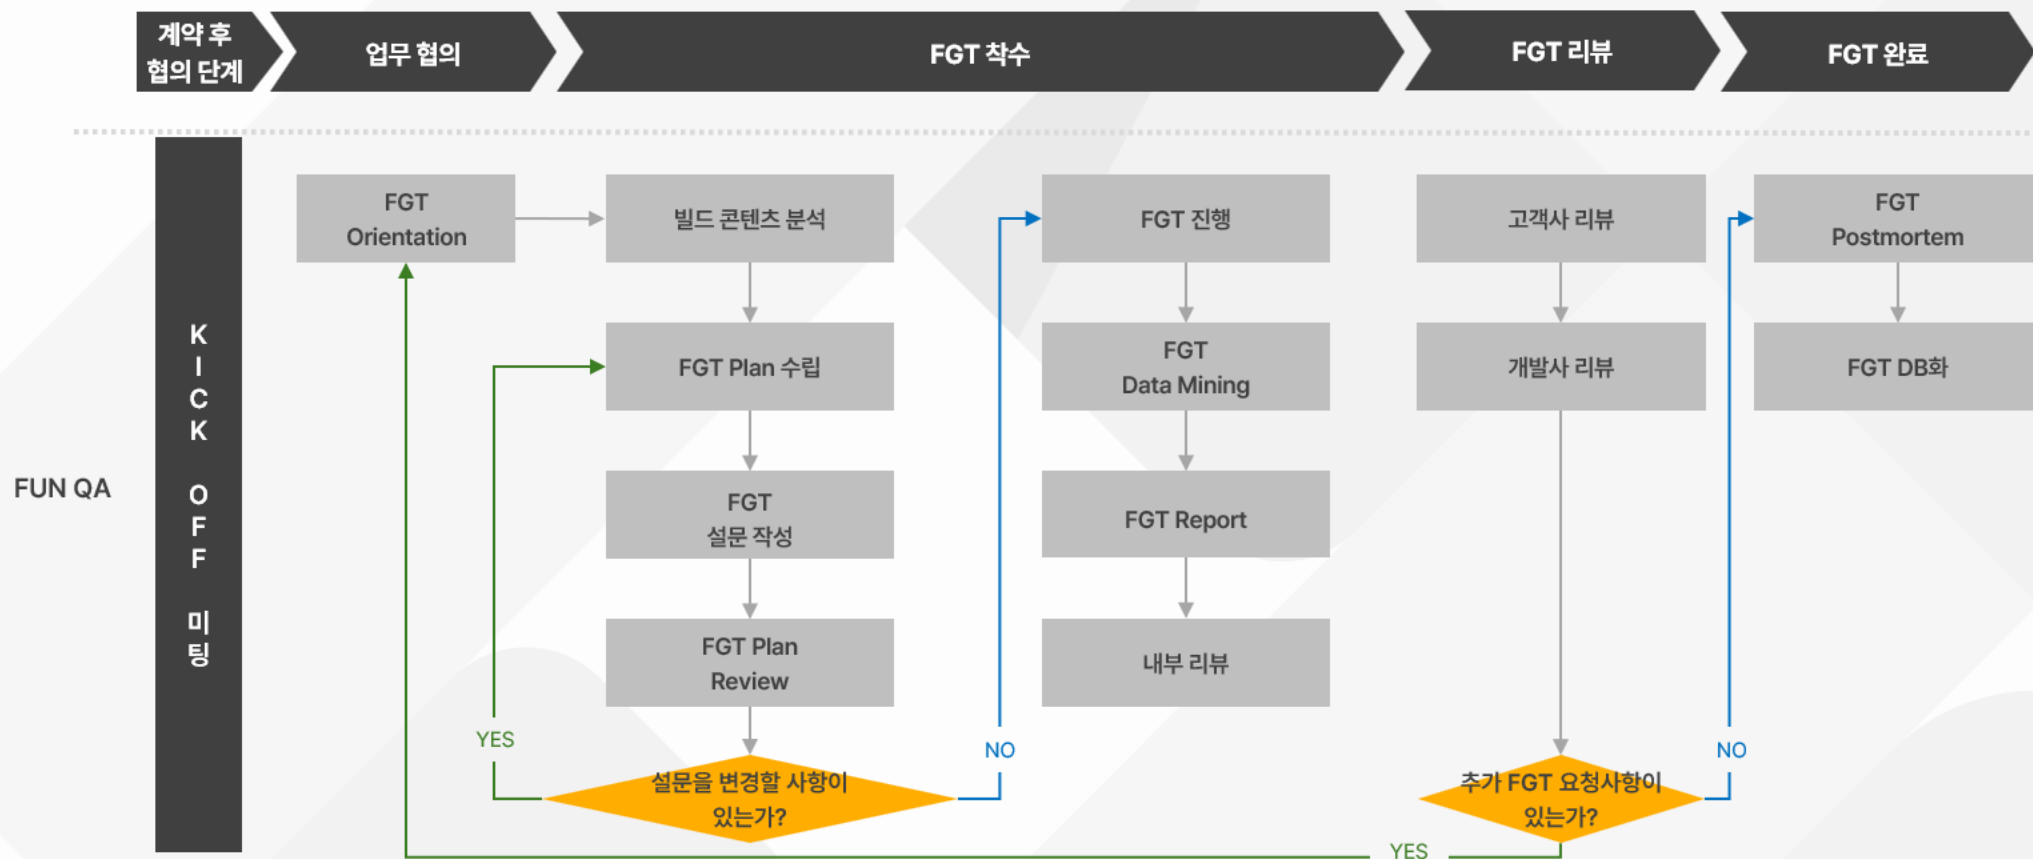 계약 후
협의 단계
업무 협의
FGT 착수
FGT 리뷰
FGT 완료
FUN QA
KICK OFF 미팅
FGT
Orientation
빌드 콘텐츠 분석
FGT Plan 수립
FGT
설문 작성
FGT Plan
Review
설문을 변경할 사항이
있는가?
YES
NO
FGT 진행
FGT
Data Mining
FGT Report
내부 리뷰
고객사 리뷰
개발사 리뷰
추가 FGT 요청사항이
있는가?
YES
NO
FGT
Postmortem
FGT DB화